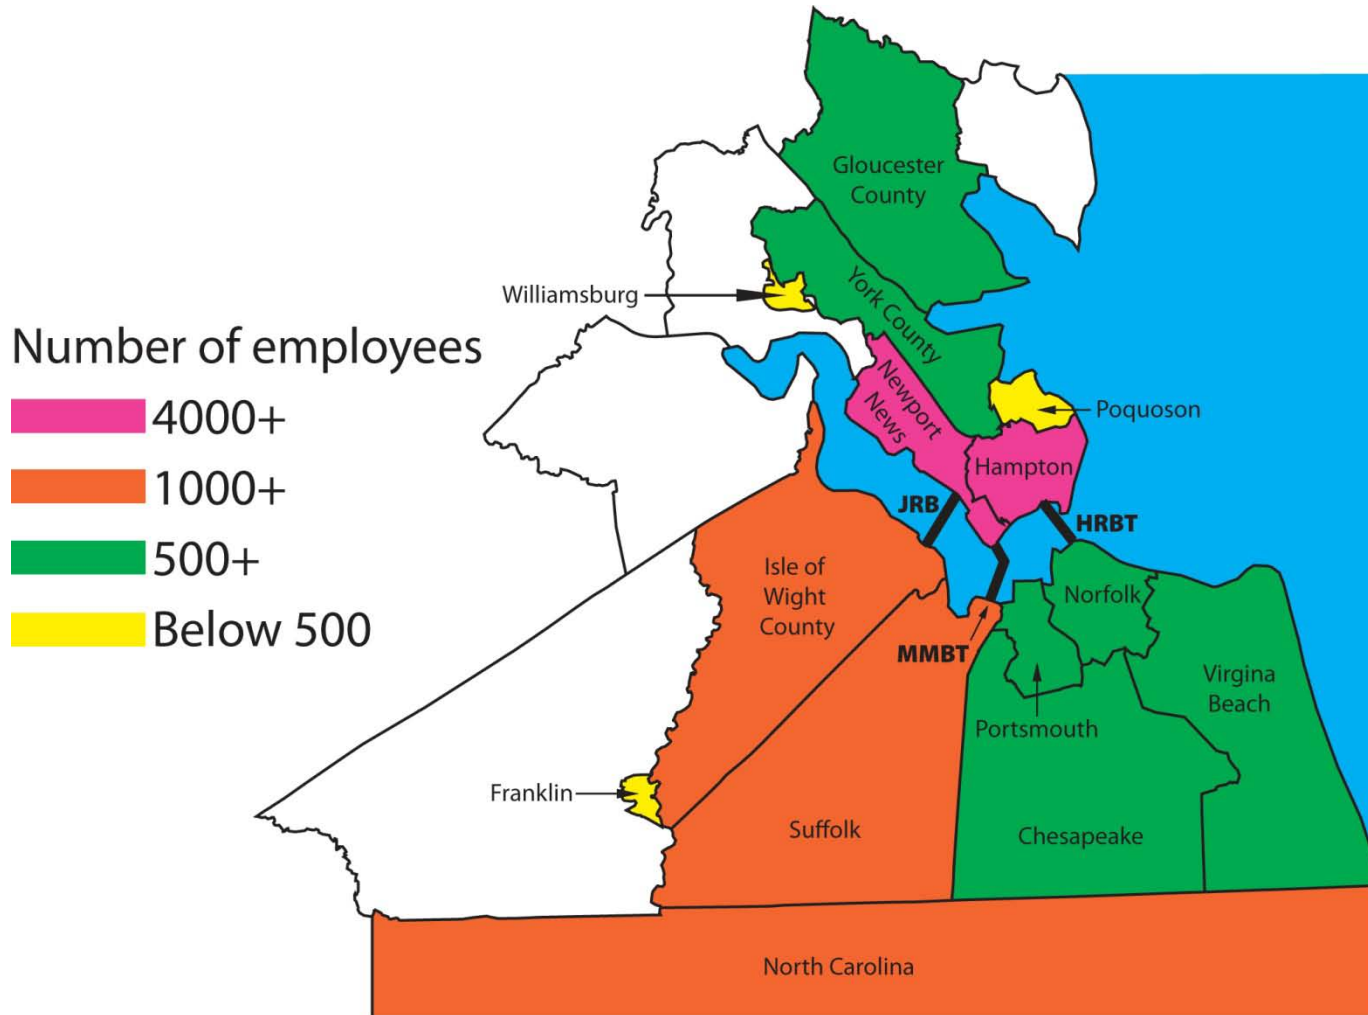 Gloucester
County
Williamsburg
York County
Number of employees
4000+
1000+
500+
Below 500
Newport
News
Poquoson
Hampton
JRB
HRBT
Isle of
Wight
County
Norfolk
MMBT
Virgina
Beach
Portsmouth
Franklin
Suffolk
Chesapeake
North Carolina